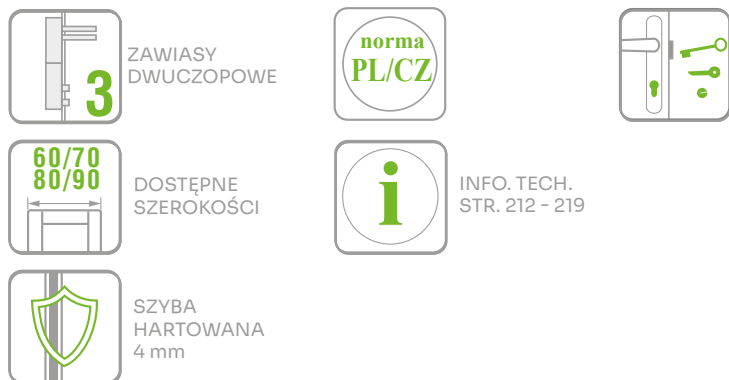 3
ZAWIASY
DWUCZOPOWE
norma
PL/CZ
60/70
80/90
DOSTĘPNE
SZEROKOŚCI
i
INFO. TECH.
STR. 212 - 219
SZYBA
HARTOWANA
4 mm